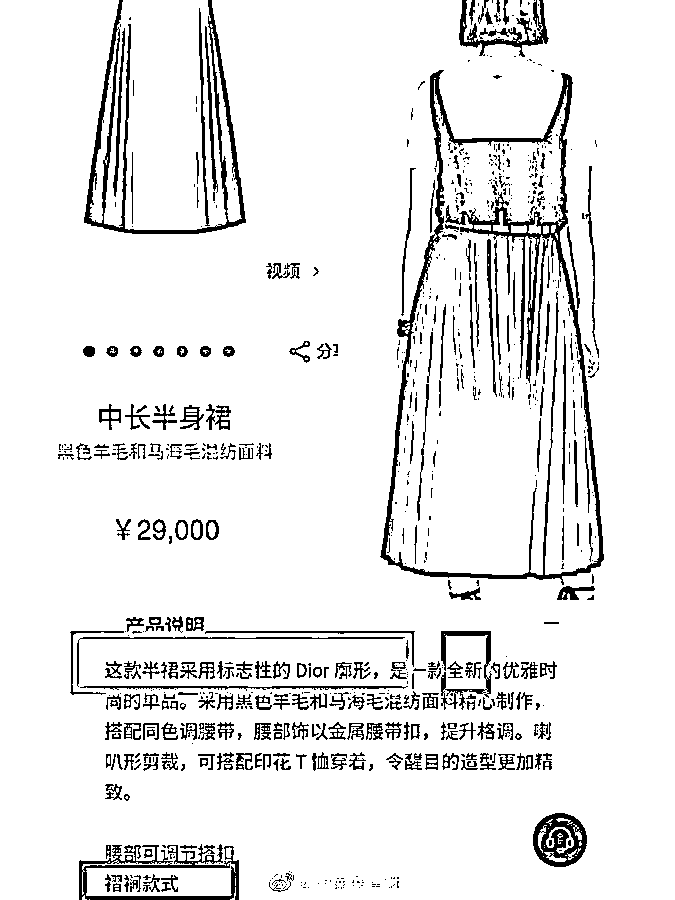 视频 ›
分
中长半身裙
黑色羊毛和马海毛混纺面料
￥29,000
产品说明
这款半裙采用标志性的 Dior 廓形，是一款全新的优雅时
尚的单品。采用黑色羊毛和马海毛混纺面料精心制作，
搭配同色调腰带，腰部饰以金属腰带扣，提升格调。喇
叭形剪裁，可搭配印花 T 恤穿着，令醒目的造型更加精
致。
腰部可调节搭扣
褶裥款式